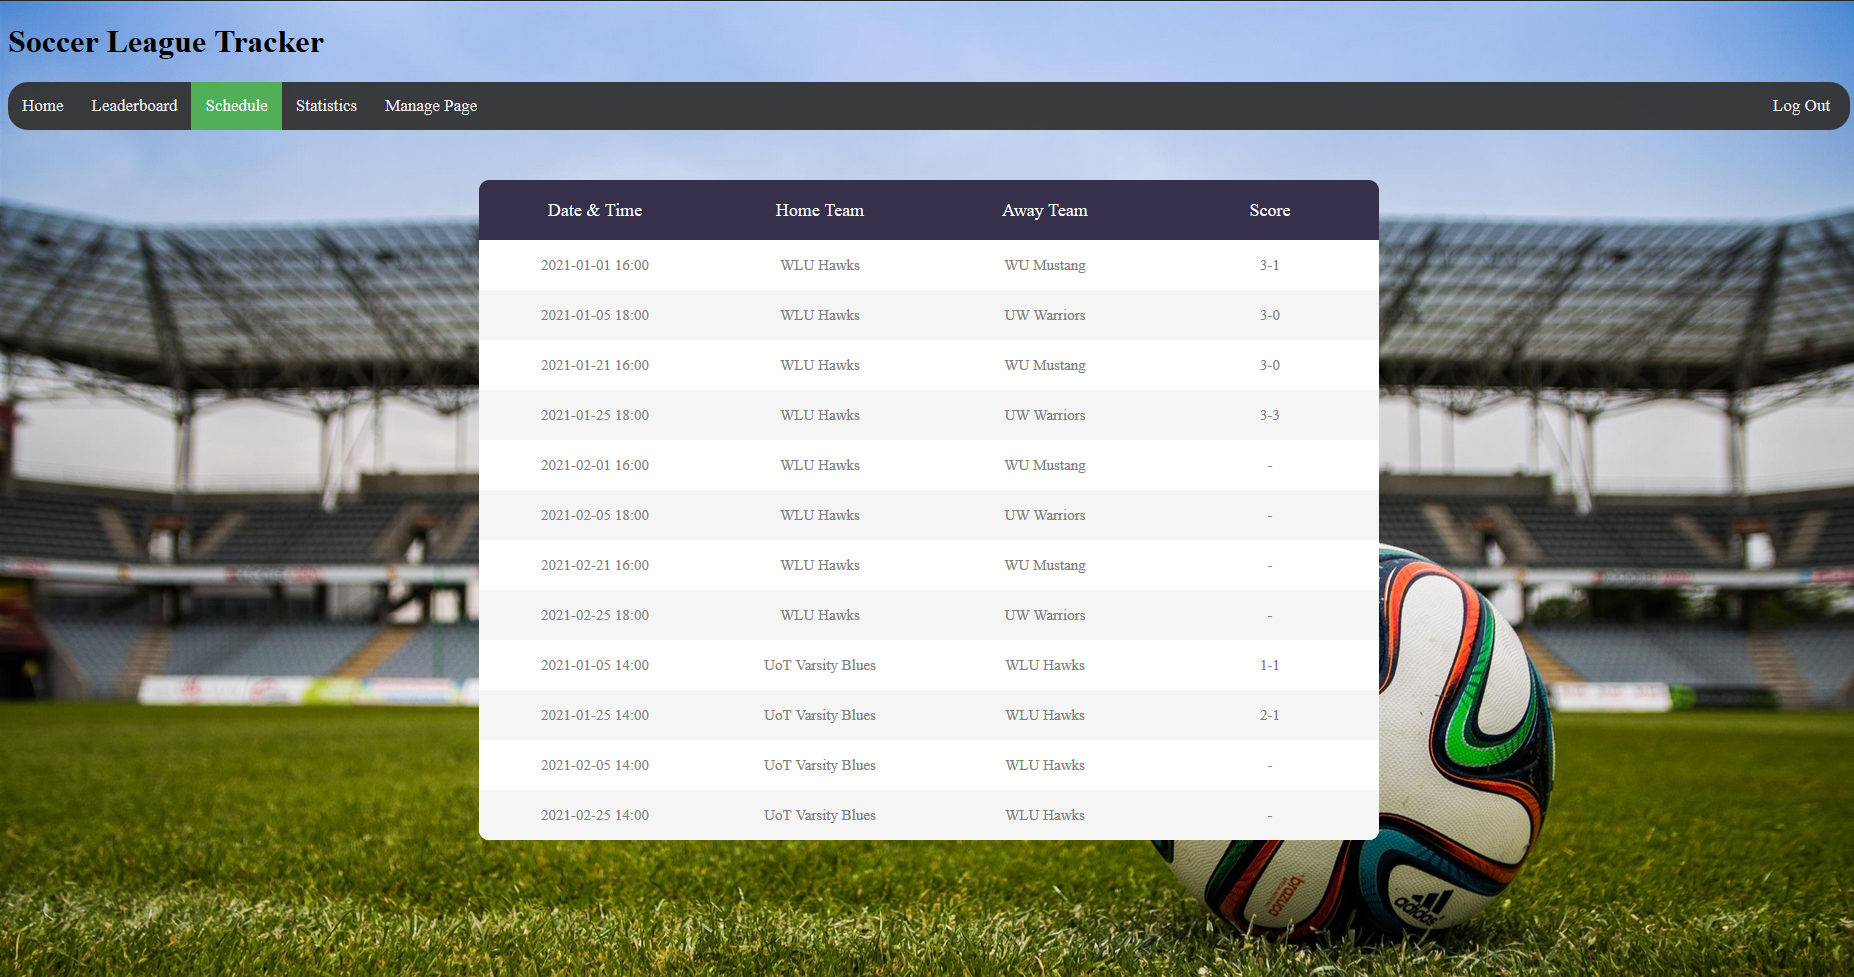 Soccer League Tracker
Home Leaderboard Schedule Statistics Manage Page Log Out
Date & Time Home Team Away Team Score
2021-01-01 16:00 WLU Hawks WU Mustang 3-1
2021-01-05 18:00 WLU Hawks UW Warriors 3-0
2021-01-21 16:00 WLU Hawks WU Mustang 3-0
2021-01-25 18:00 WLU Hawks UW Warriors 3-3
2021-02-01 16:00 WLU Hawks WU Mustang -
2021-02-05 18:00 WLU Hawks UW Warriors -
2021-02-21 16:00 WLU Hawks WU Mustang -
2021-02-25 18:00 WLU Hawks UW Warriors -
2021-01-05 14:00 UoT Varsity Blues WLU Hawks 1-1
2021-01-25 14:00 UoT Varsity Blues WLU Hawks 2-1
2021-02-05 14:00 UoT Varsity Blues WLU Hawks -
2021-02-25 14:00 UoT Varsity Blues WLU Hawks -
brazuca
adidas